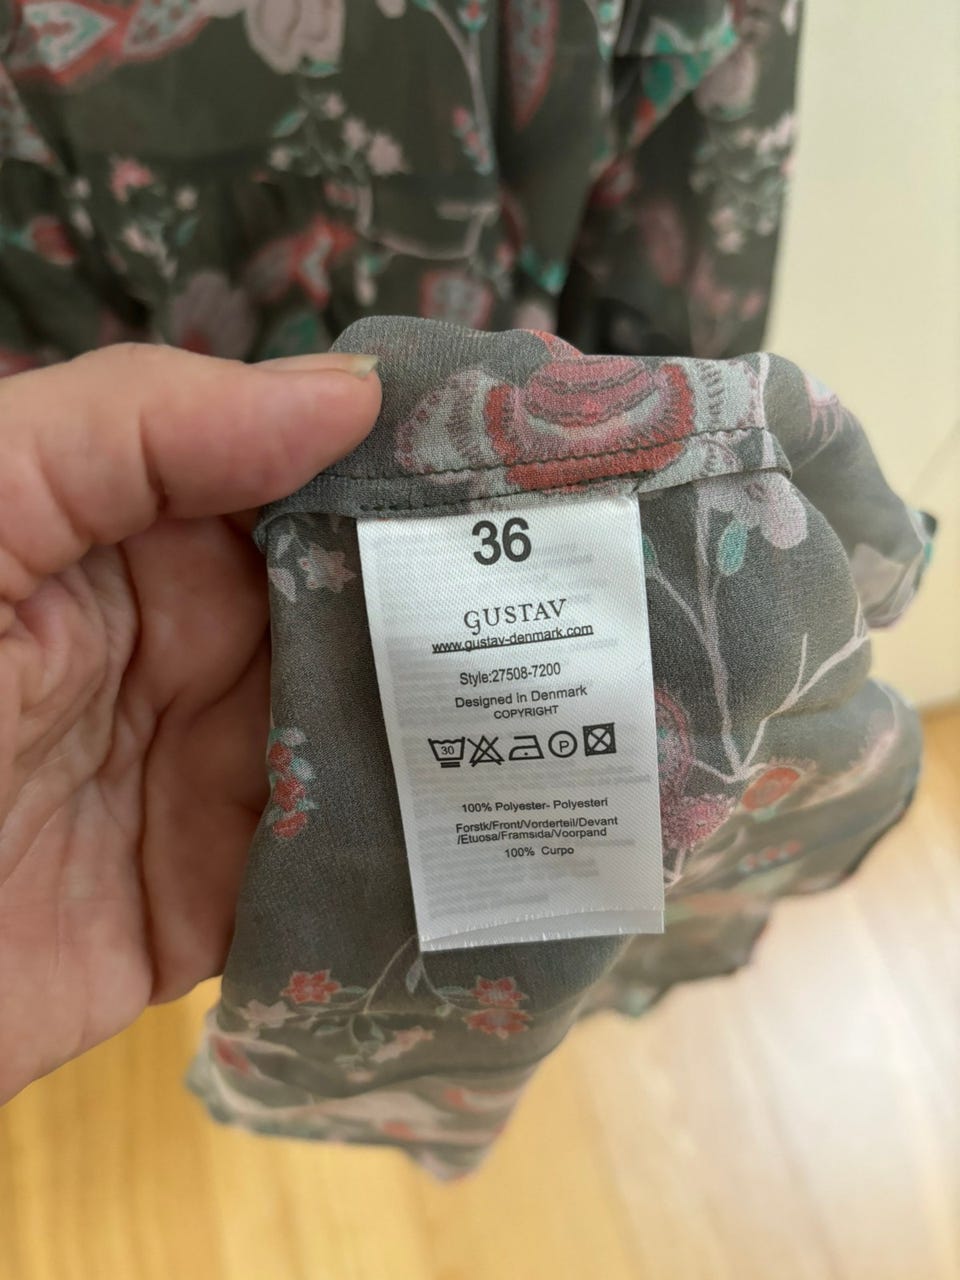 36
GUSTAV
www.gustav-denmark.com
Style:27508-7200
Designed in Denmark
COPYRIGHT
30 P
100% Polyester- Polyesteri
Forstk/Front/Vorderteil/Devant
/Etuosa/Framsida/Voorpand
100% Curpo